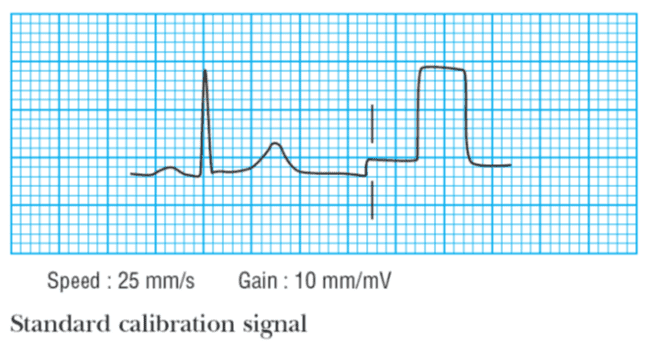 Speed : 25 mm/s Gain : 10 mm/mV
Standard calibration signal